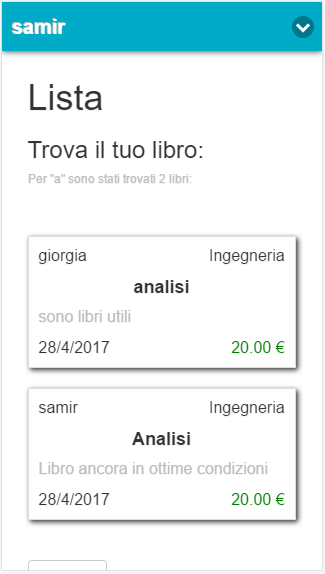 samir
Lista
Trova il tuo libro:
Per "a" sono stati trovati 2 libri:
giorgia Ingegneria
analisi
sono libri utili
28/4/2017 20.00 €
samir Ingegneria
Analisi
Libro ancora in ottime condizioni
28/4/2017 20.00 €